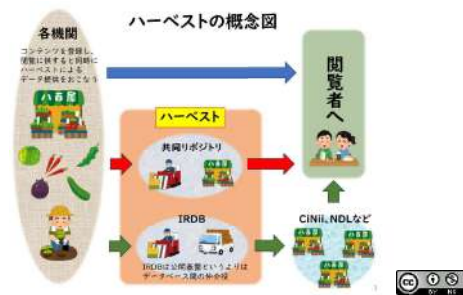 ハーベストの概念図
各機関
コンテンツを登録し、
閲覧に供すると同時に
ハーベストによる
データ提供をおこなう
八百屋
ハーベスト
共同リポジトリ
IRDB
IRDBは公開基盤というよりは
データベース間の仲介役
閲覧者へ
CiNii、NDLなど
cc
BY NC